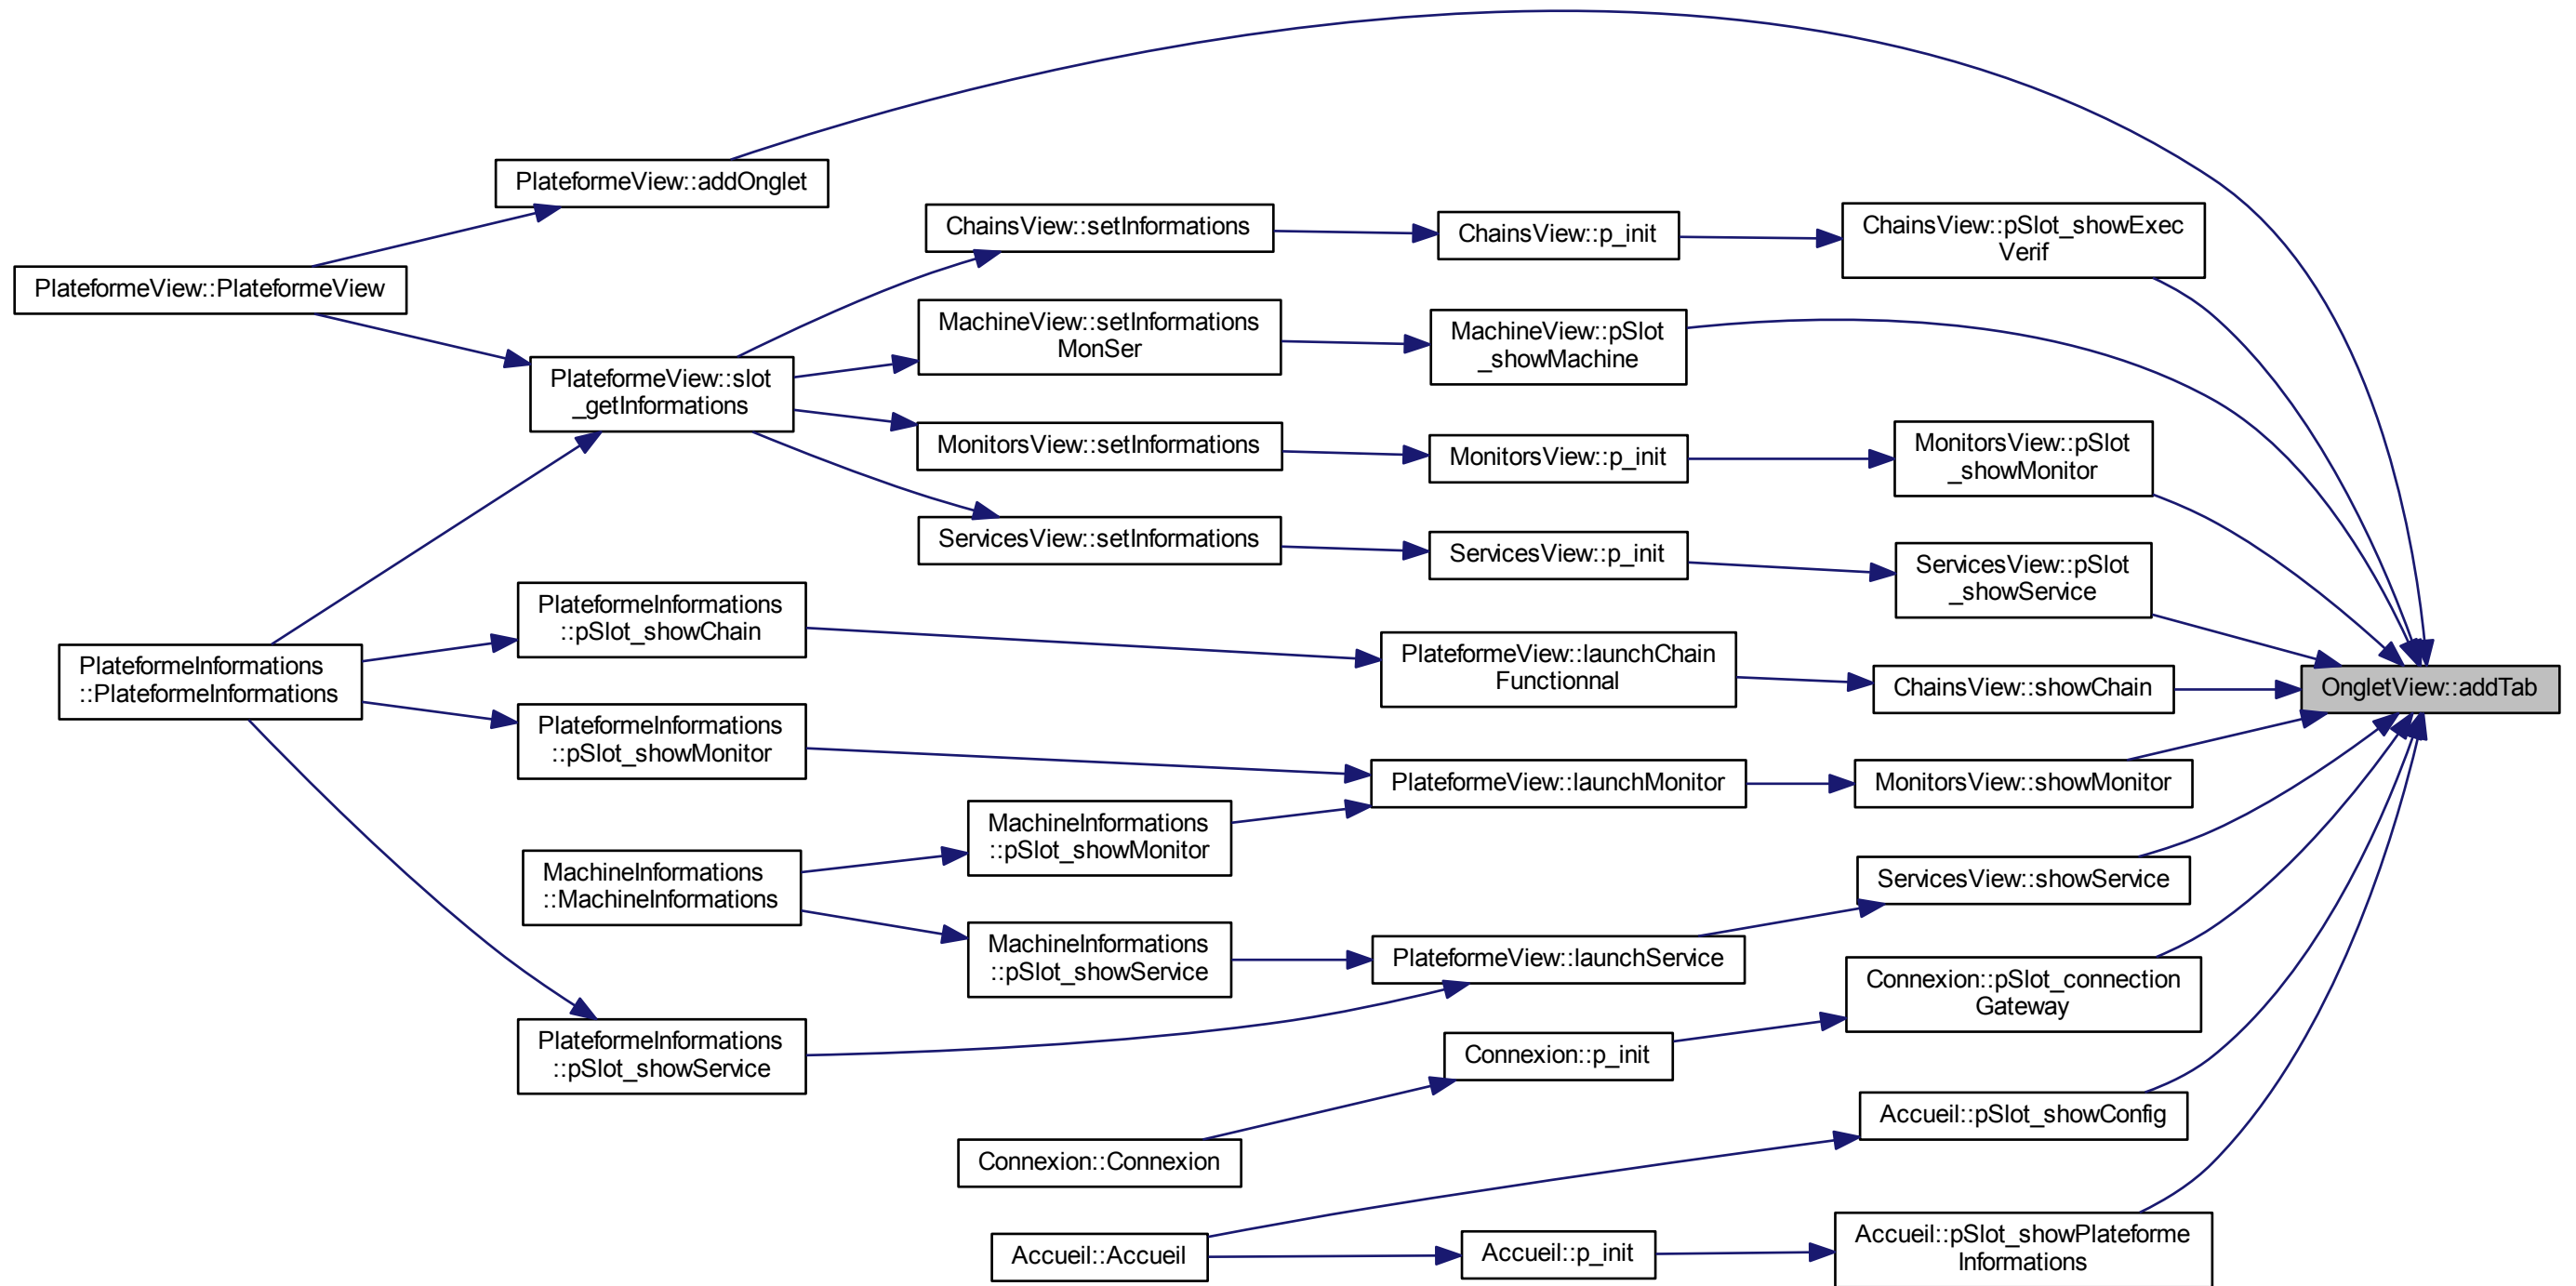 PlateformeView::addOnglet
PlateformeView::PlateformeView
ChainsView::setInformations
ChainsView::p_init
ChainsView::pSlot_showExec
Verif
MachineView::setInformations
MonSer
MachineView::pSlot
_showMachine
PlateformeView::slot
_getInformations
MonitorsView::setInformations
MonitorsView::p_init
MonitorsView::pSlot
_showMonitor
ServicesView::setInformations
ServicesView::p_init
ServicesView::pSlot
_showService
PlateformeInformations
::pSlot_showChain
PlateformeInformations
::PlateformeInformations
PlateformeView::launchChain
Functionnal
ChainsView::showChain
OngletView::addTab
PlateformeInformations
::pSlot_showMonitor
PlateformeView::launchMonitor
MonitorsView::showMonitor
MachineInformations
::pSlot_showMonitor
MachineInformations
::MachineInformations
ServicesView::showService
MachineInformations
::pSlot_showService
PlateformeView::launchService
Connexion::pSlot_connection
Gateway
PlateformeInformations
::pSlot_showService
Connexion::p_init
Accueil::pSlot_showConfig
Connexion::Connexion
Accueil::Accueil
Accueil::p_init
Accueil::pSlot_showPlateforme
Informations